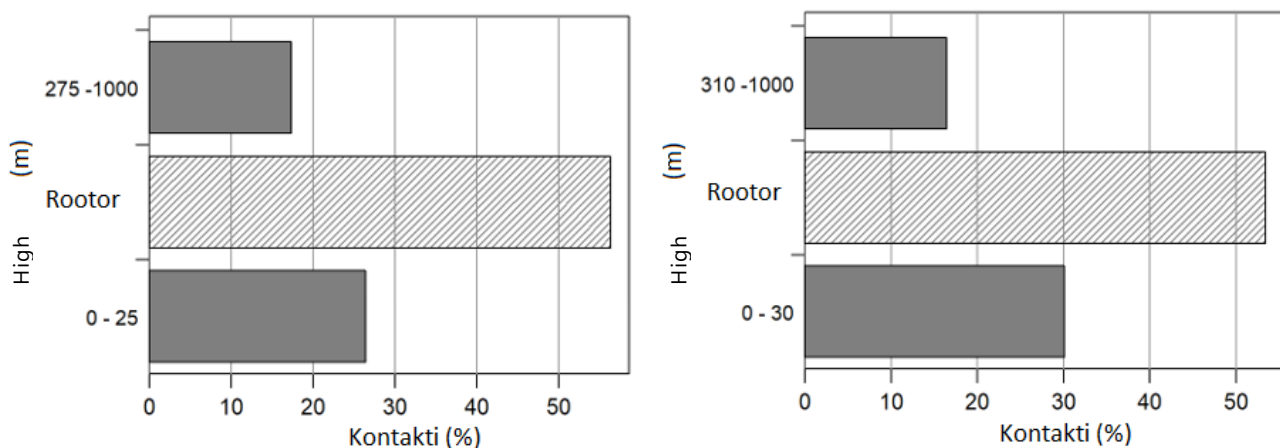 275 -1000
(m)
Rootor
High
0 - 25
0 10 20 30 40 50
Kontakti (%)
310 -1000
(m)
Rootor
High
0 - 30
0 10 20 30 40 50
Kontakti (%)